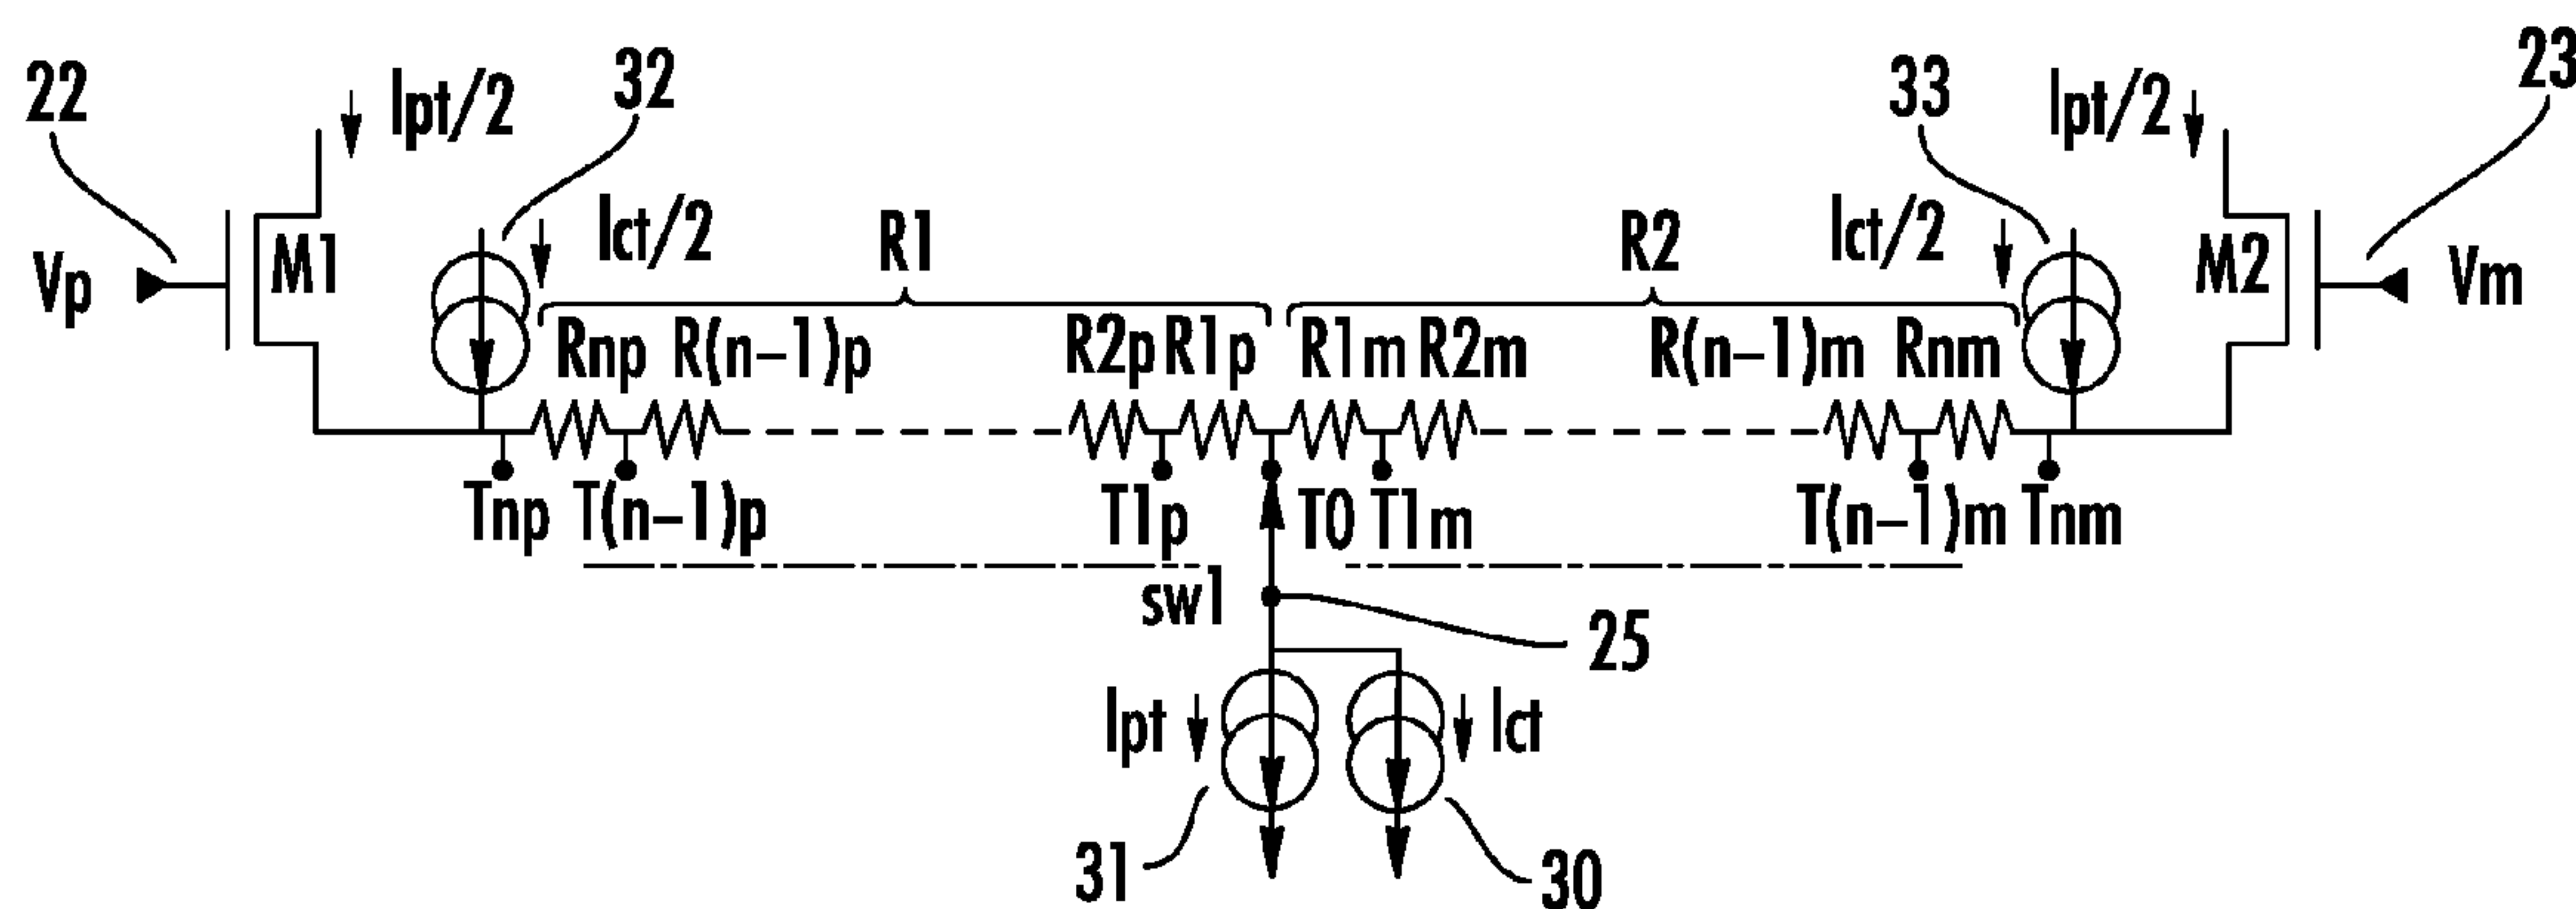 22 Ipt/2 32 33 Ipt/2 23
Ict/2 R1 R2 Ict/2
Vp M1 M2 Vm
Rnp R(n-1)p R2p R1p R1m R2m R(n-1)m Rnm
Tnp T(n-1)p T1p T0 T1m T(n-1)m Tnm
sw1
25
Ipt Ict
31 30